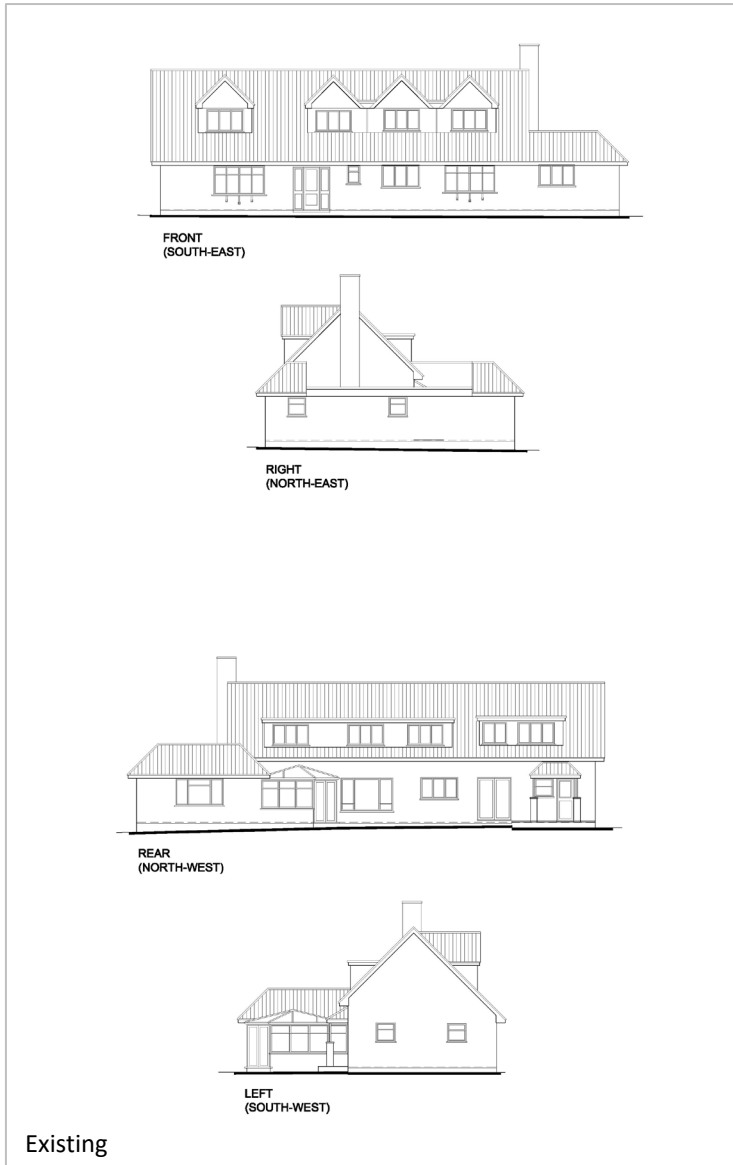 FRONT
(SOUTH-EAST)
RIGHT
(NORTH-EAST)
REAR
(NORTH-WEST)
LEFT
(SOUTH-WEST)
Existing